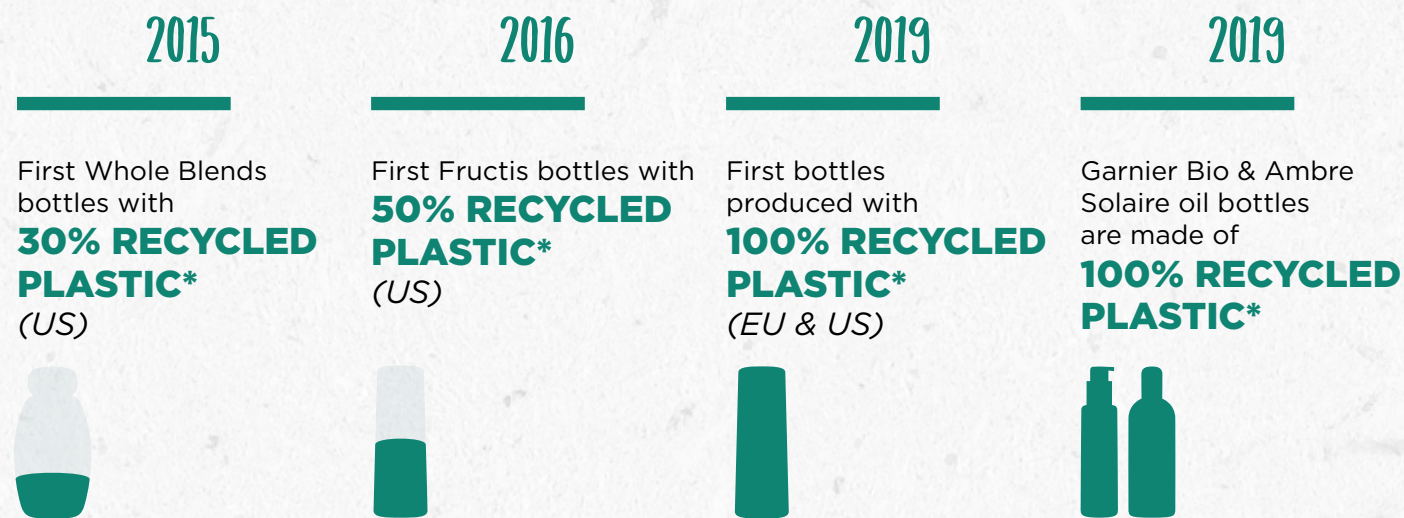 2015
First Whole Blends
bottles with
30% RECYCLED
PLASTIC*
(US)
2016
First Fructis bottles with
50% RECYCLED
PLASTIC*
(US)
2019
First bottles
produced with
100% RECYCLED
PLASTIC*
(EU & US)
2019
Garnier Bio & Ambre
Solaire oil bottles
are made of
100% RECYCLED
PLASTIC*